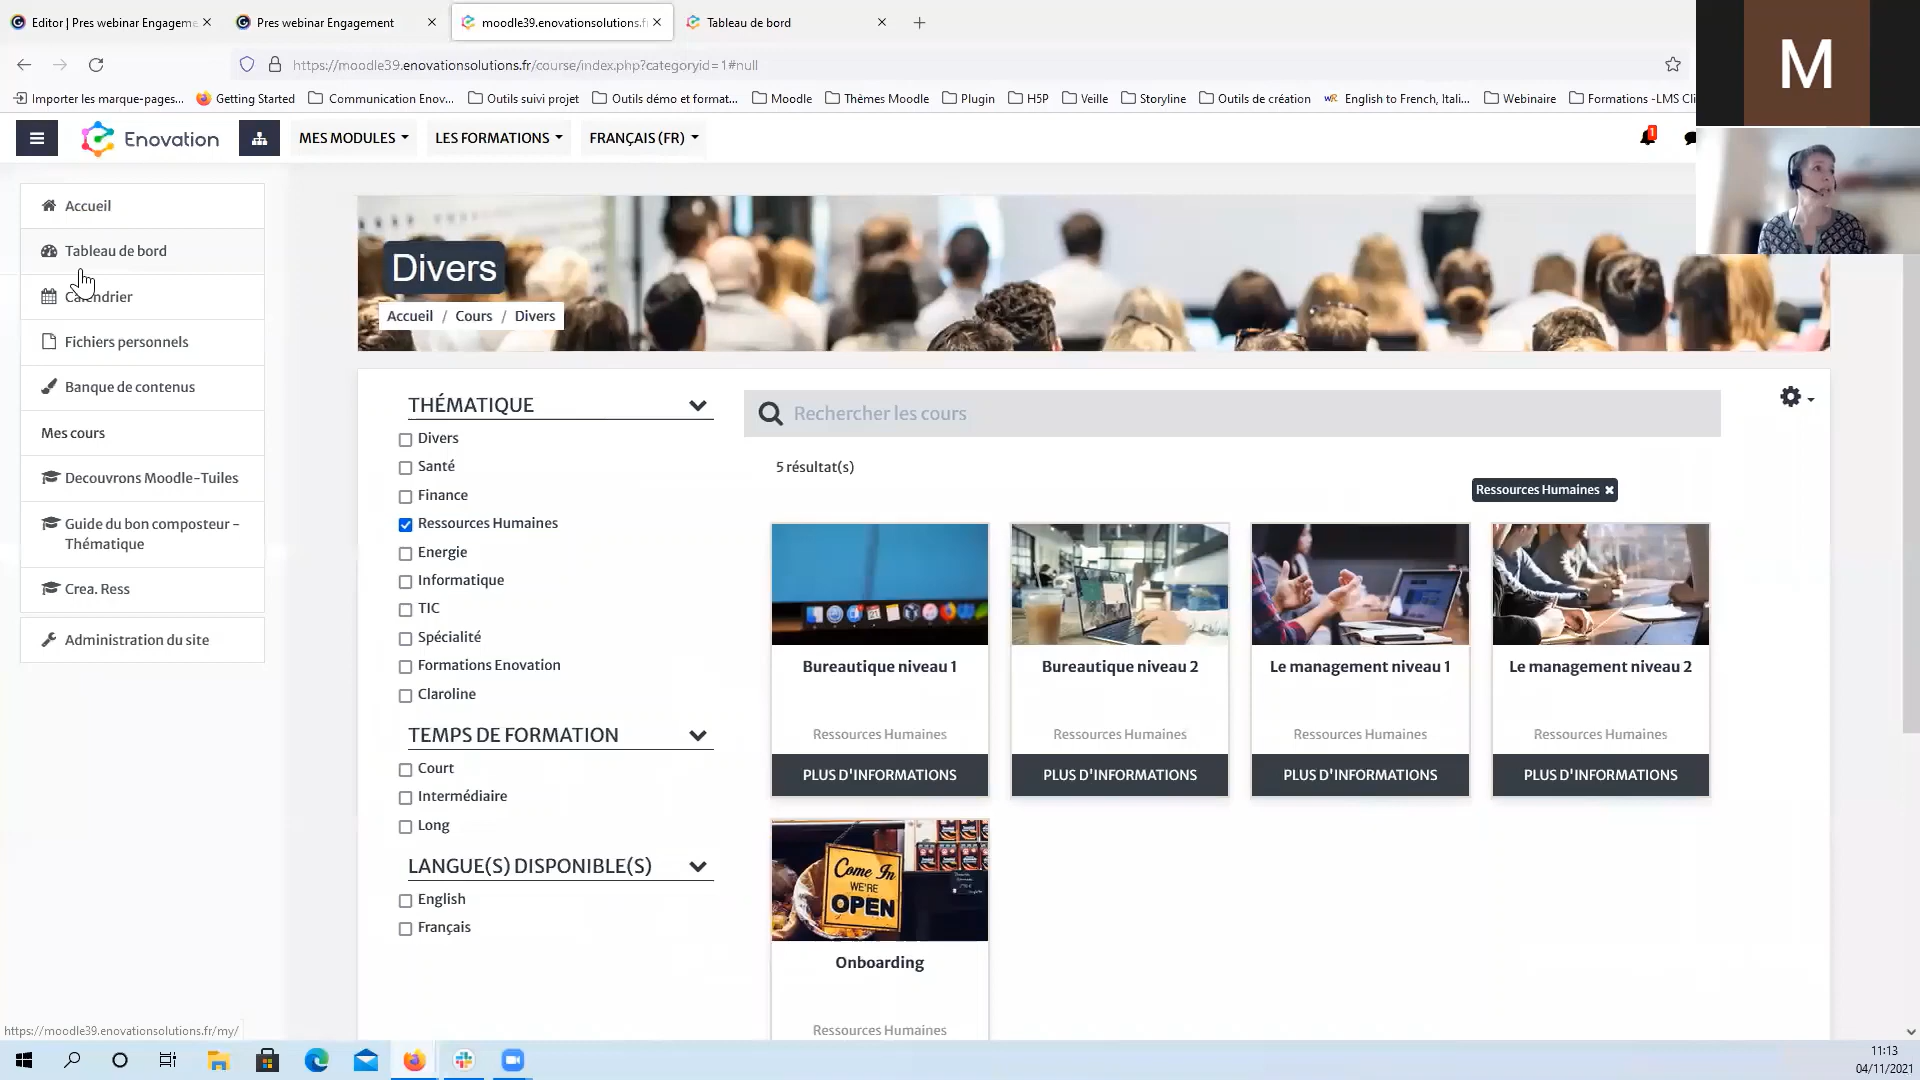 Editor | Pres webinar Engageme
Pres webinar Engagement
moodle39.enovationsolutions.f
Tableau de bord
https://moodle39.enovationsolutions.fr/course/index.php?categoryid=1#null
Importer les marque-pages...
Getting Started
Communication Enov...
Outils suivi projet
Outils démo et format...
Moodle
Thèmes Moodle
Plugin
H5P
Veille
Storyline
Outils de création
English to French, Itali...
Webinaire
Formations -LMS Cli
M
Enovation
MES MODULES
LES FORMATIONS
FRANÇAIS (FR)
1
Accueil
Tableau de bord
Calendrier
Fichiers personnels
Banque de contenus
Mes cours
Decouvrons Moodle-Tuiles
Guide du bon composteur -
Thématique
Crea. Ress
Administration du site
Divers
Accueil / Cours / Divers
THÉMATIQUE
Divers
Santé
Finance
Ressources Humaines
Energie
Informatique
TIC
Spécialité
Formations Enovation
Claroline
TEMPS DE FORMATION
Court
Intermédiaire
Long
LANGUE(S) DISPONIBLE(S)
English
Français
Rechercher les cours
5 résultat(s)
Ressources Humaines ×
Bureautique niveau 1
Ressources Humaines
PLUS D'INFORMATIONS
Bureautique niveau 2
Ressources Humaines
PLUS D'INFORMATIONS
Le management niveau 1
Ressources Humaines
PLUS D'INFORMATIONS
Le management niveau 2
Ressources Humaines
PLUS D'INFORMATIONS
Come In
WE'RE
OPEN
Onboarding
Ressources Humaines
https://moodle39.enovationsolutions.fr/my/
11:13
04/11/2021